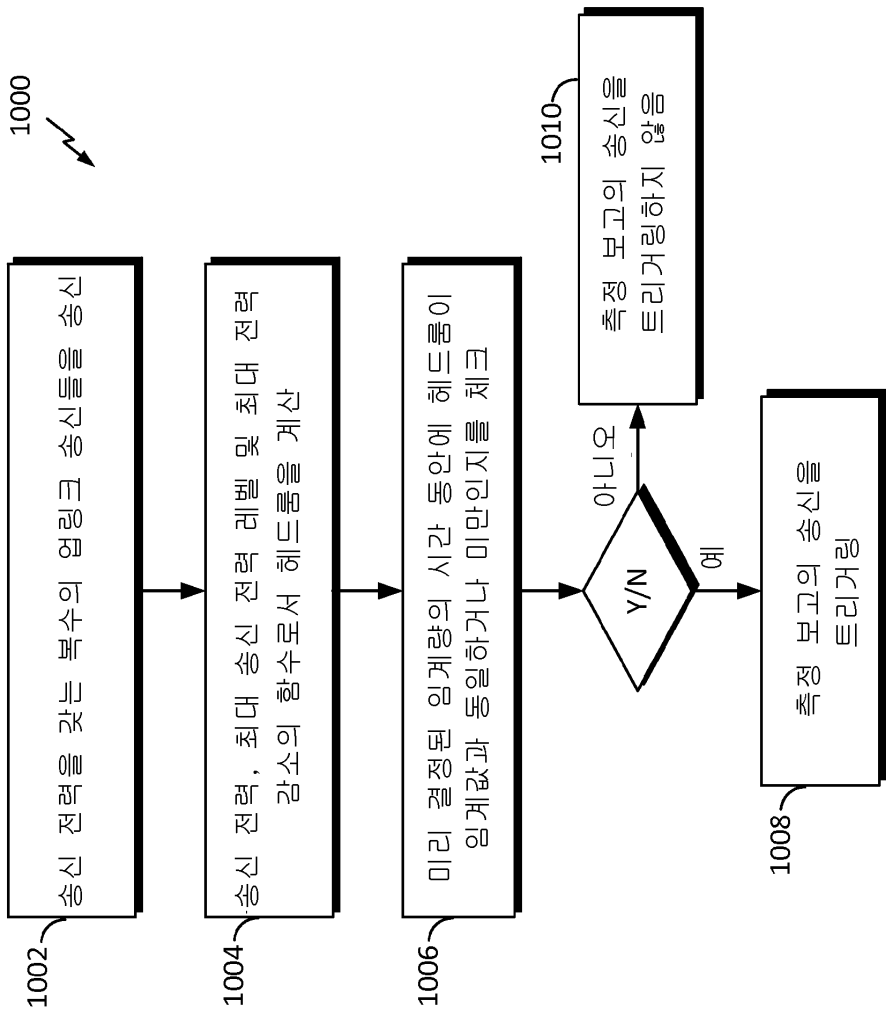 1000
1002
송신 전력을 갖는 복수의 업링크 송신들을 송신
1004
송신 전력, 최대 송신 전력 레벨 및 최대 전력
감소의 함수로서 헤드룸을 계산
1006
미리 결정된 임계량의 시간 동안에 헤드룸이
임계값과 동일하거나 미만인지를 체크
Y/N
아니오
예
1010
측정 보고의 송신을
트리거링하지 않음
1008
측정 보고의 송신을
트리거링